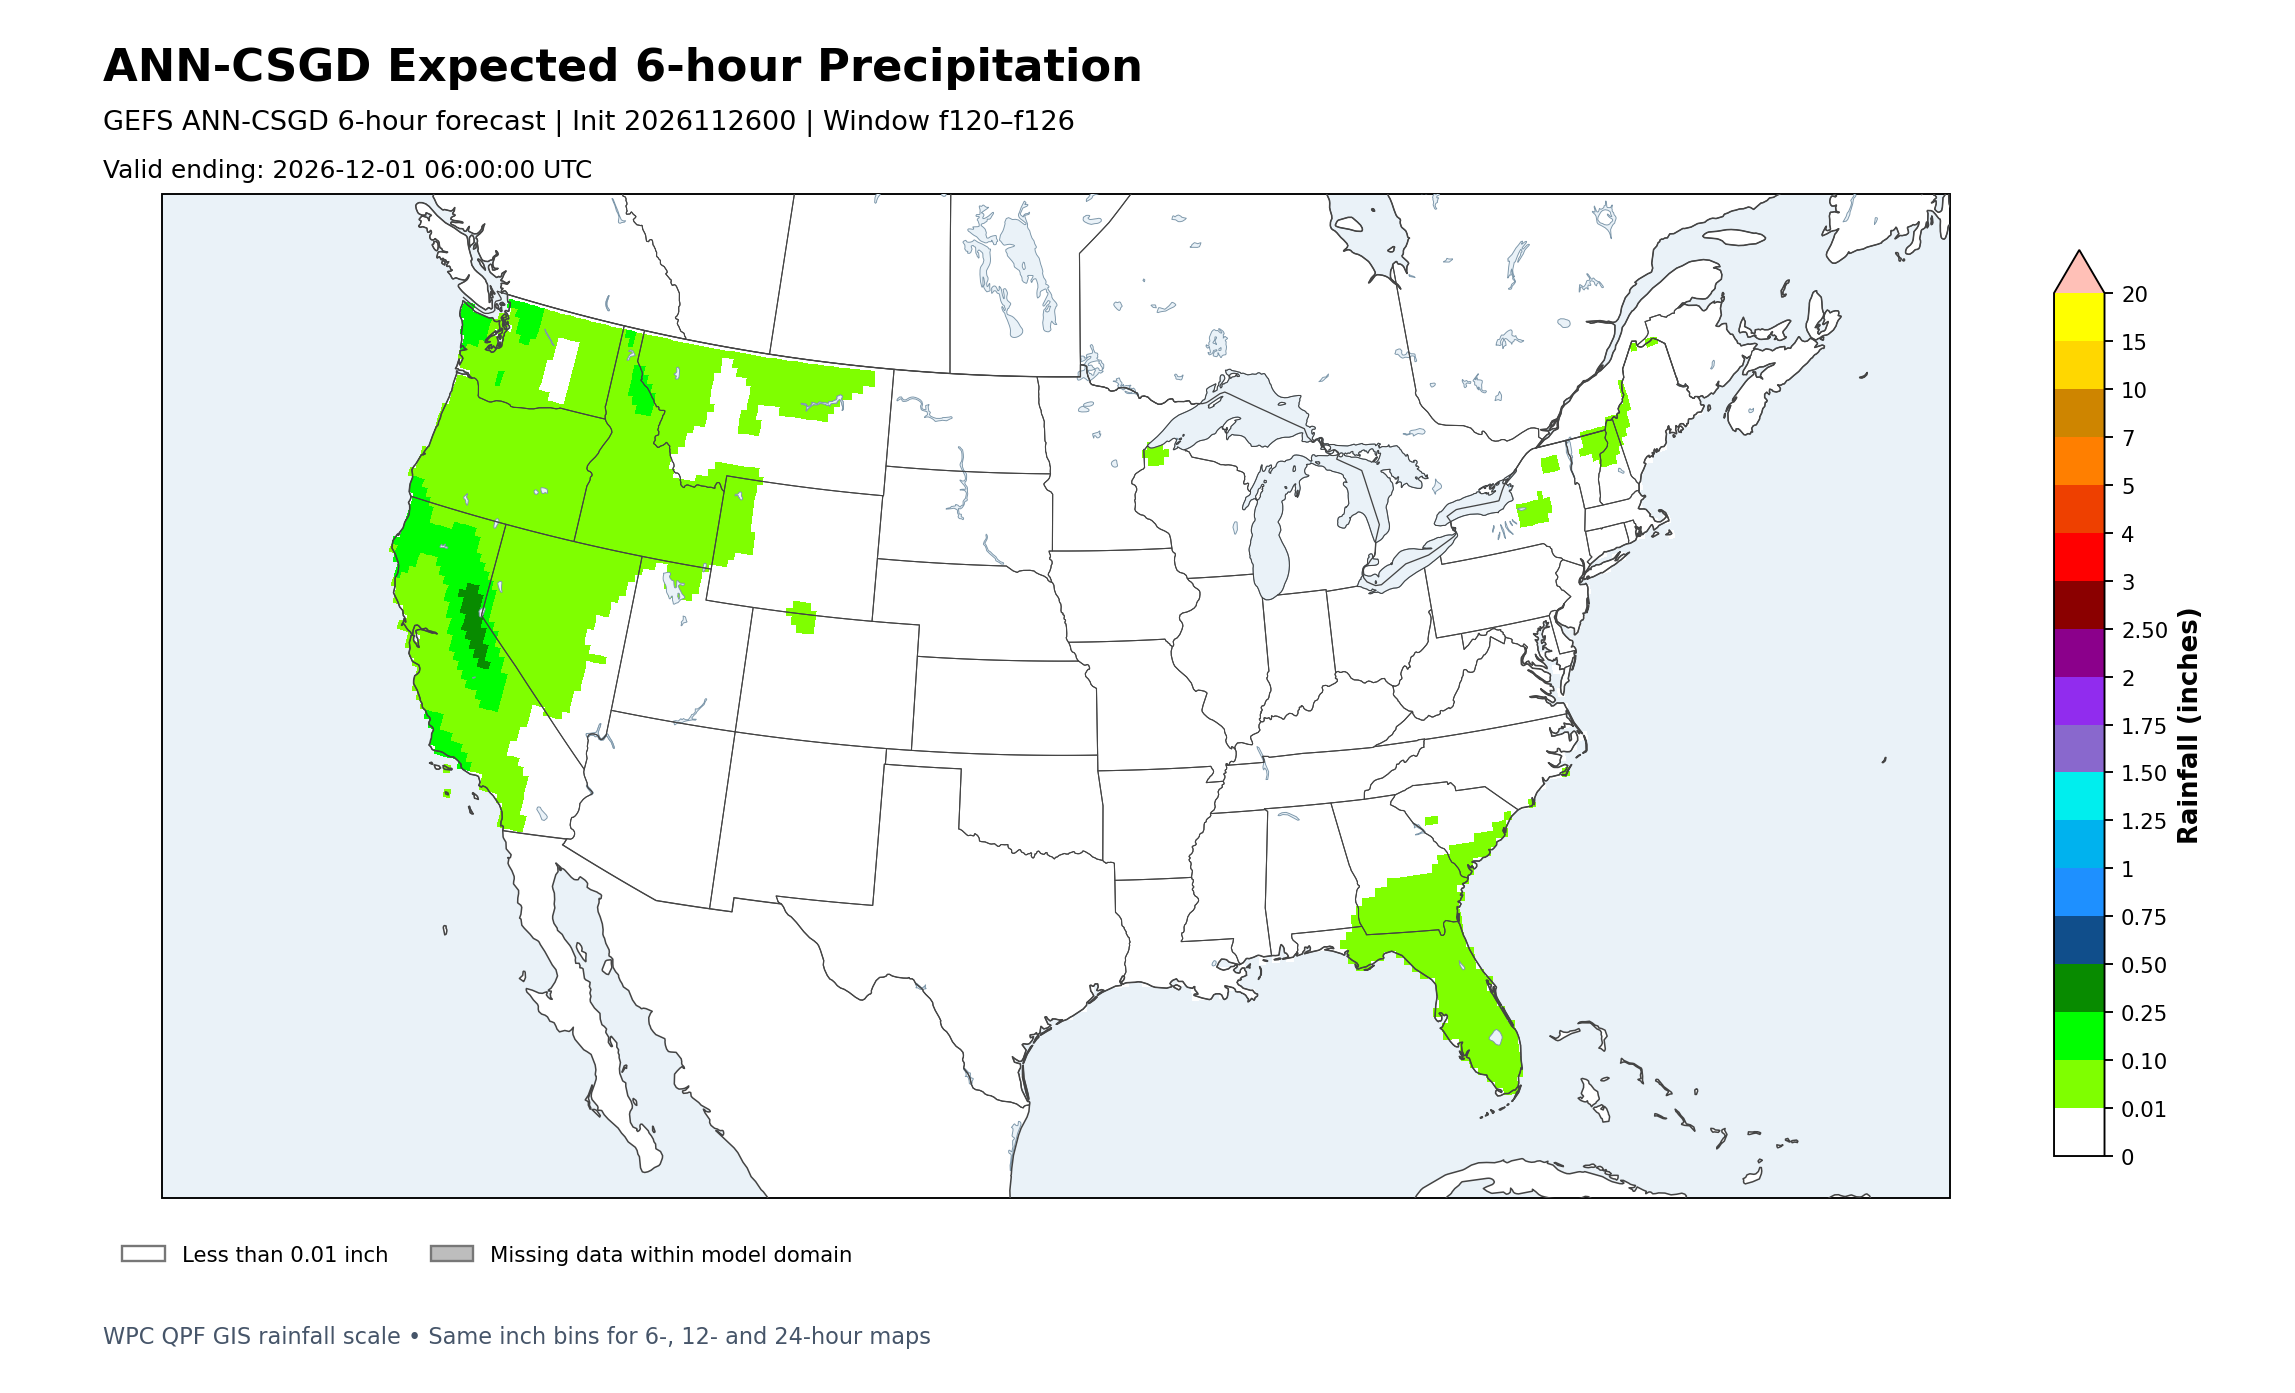 ANN-CSGD Expected 6-hour Precipitation
GEFS ANN-CSGD 6-hour forecast | Init 2026112600 | Window f120–f126
Valid ending: 2026-12-01 06:00:00 UTC
20
15
10
7
5
4
3
2.50
2
1.75
1.50
1.25
1
0.75
0.50
0.25
0.10
0.01
0
Rainfall (inches)
Less than 0.01 inch
Missing data within model domain
WPC QPF GIS rainfall scale • Same inch bins for 6-, 12- and 24-hour maps